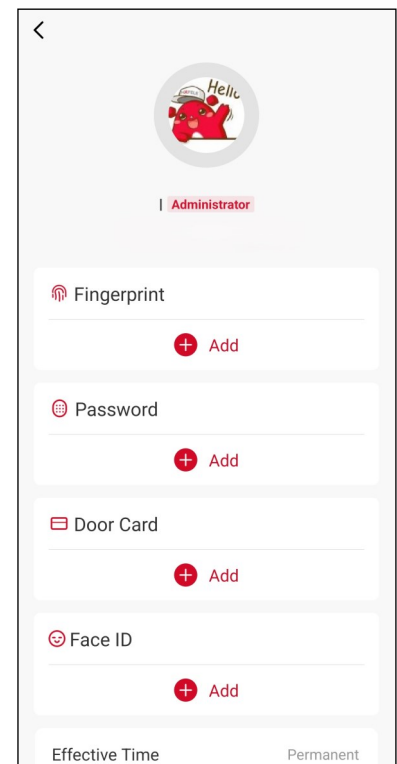 Hello
| Administrator
Fingerprint
Add
Password
Add
Door Card
Add
Face ID
Add
Effective Time Permanent